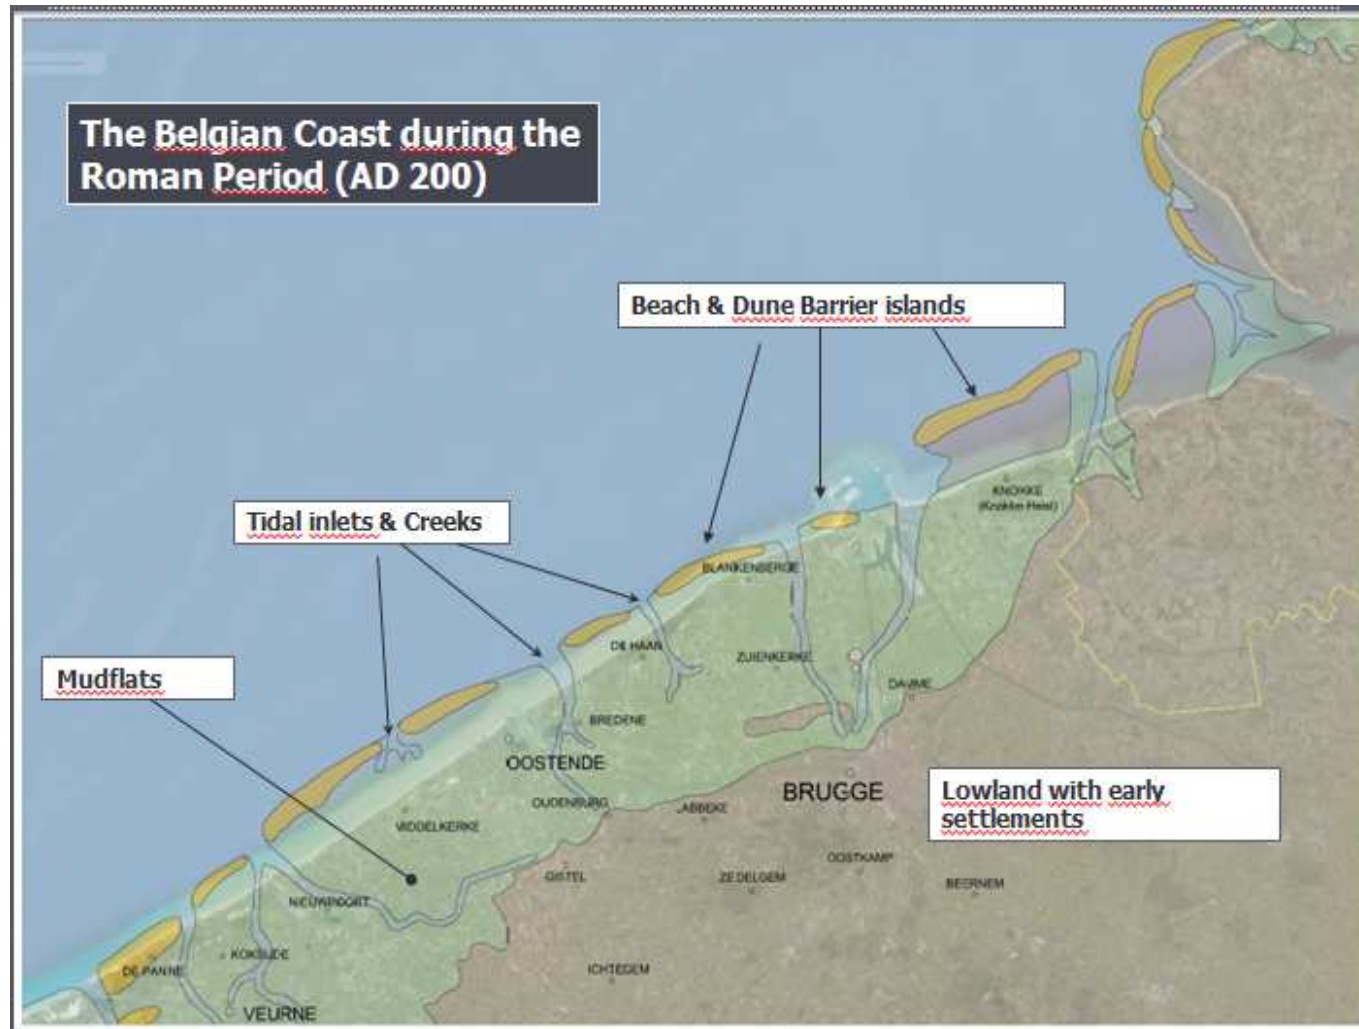 The Belgian Coast during the
Roman Period (AD 200)
Beach & Dune Barrier islands
Tidal inlets & Creeks
Mudflats
Lowland with early
settlements
KNOKKE
(Knokke-Heist)
BLANKENBERGE
DE HAAN
ZUIENKERKE
DAMME
BREDENE
OOSTENDE
BRUGGE
OUDENBURG
JABBEKE
MIDDELKERKE
OOSTKAMP
GISTEL
ZEDELGEM
BEERNEM
NIEUWPOORT
KOKSIJDE
DE PANNE
ICHTEGEM
VEURNE